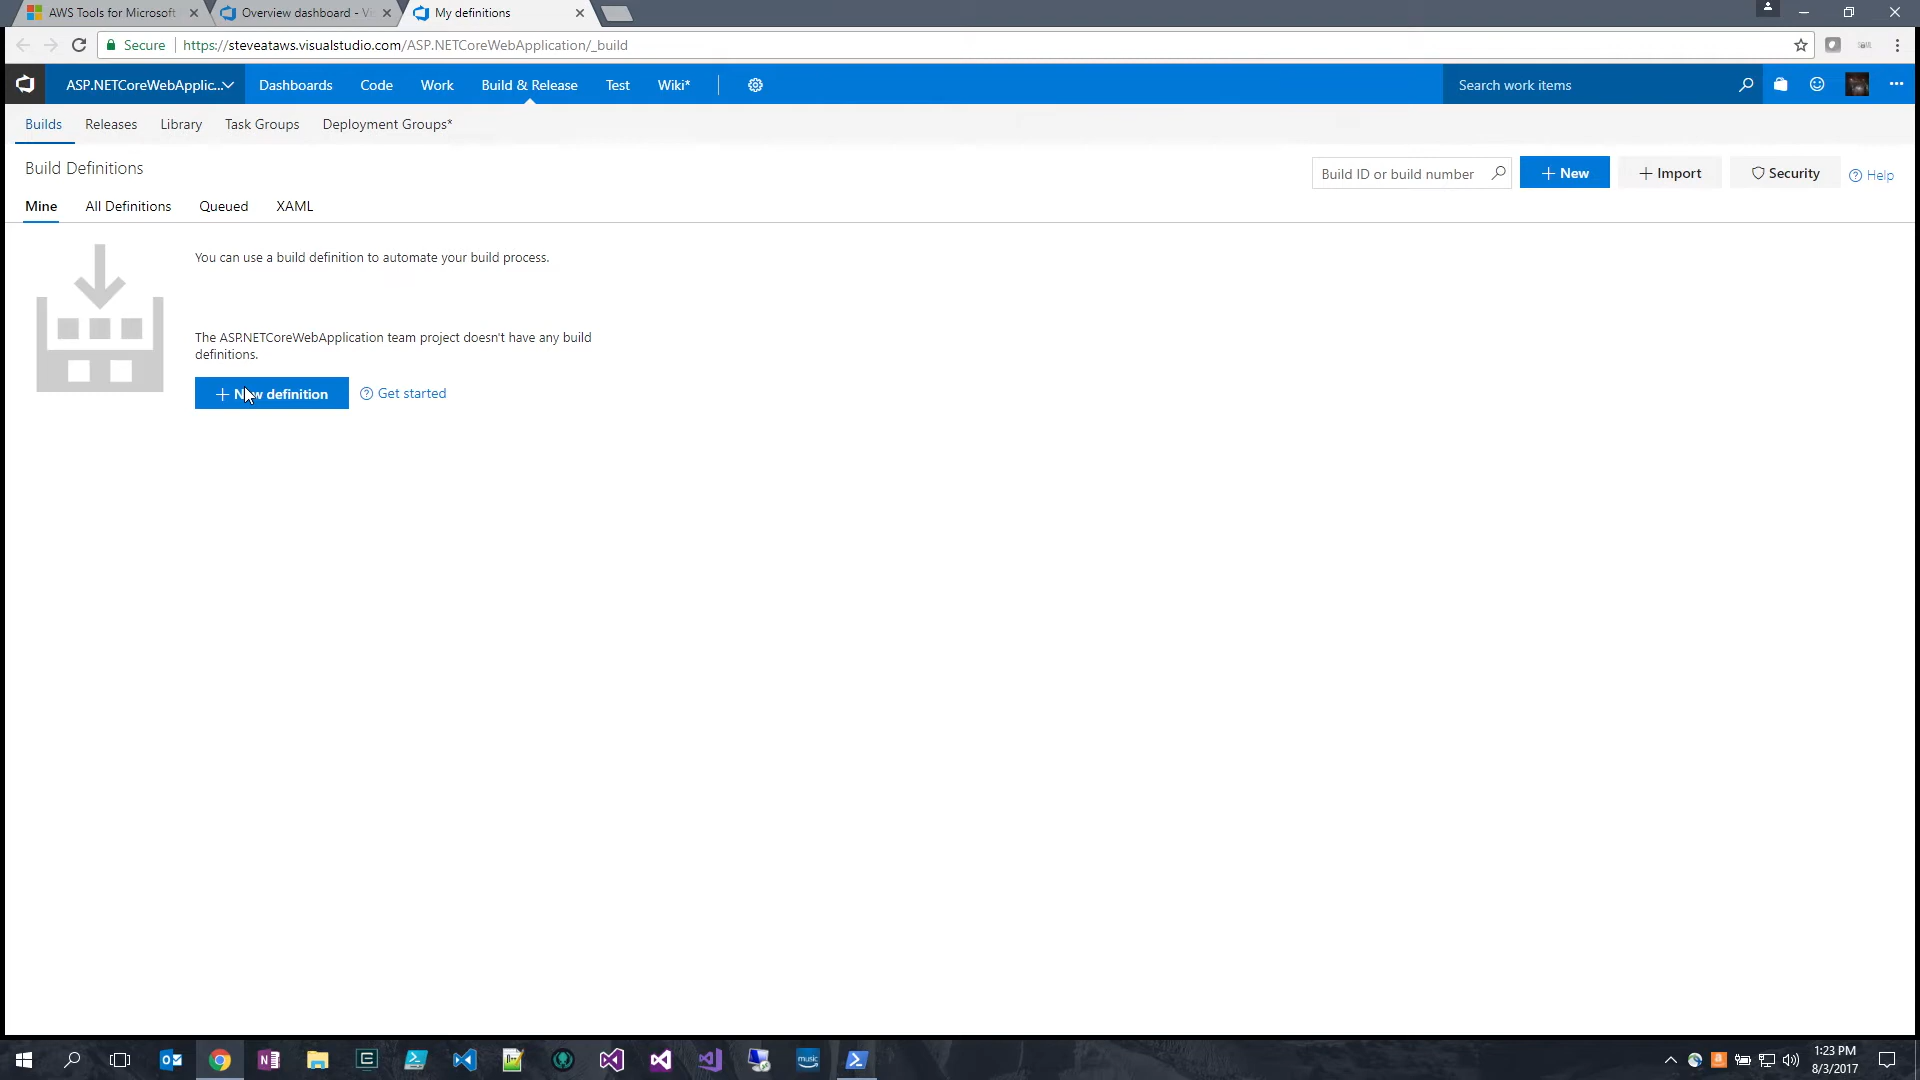 AWS Tools for Microsoft
Overview dashboard - Vi
My definitions
Secure
https://steveataws.visualstudio.com/ASP.NETCoreWebApplication/_build
ASP.NETCoreWebApplic...
Dashboards
Code
Work
Build & Release
Test
Wiki*
Search work items
Builds
Releases
Library
Task Groups
Deployment Groups*
Build Definitions
Build ID or build number
New
Import
Security
Help
Mine
All Definitions
Queued
XAML
You can use a build definition to automate your build process.
The ASP.NETCoreWebApplication team project doesn't have any build
definitions.
New definition
Get started
music
1:23 PM
8/3/2017